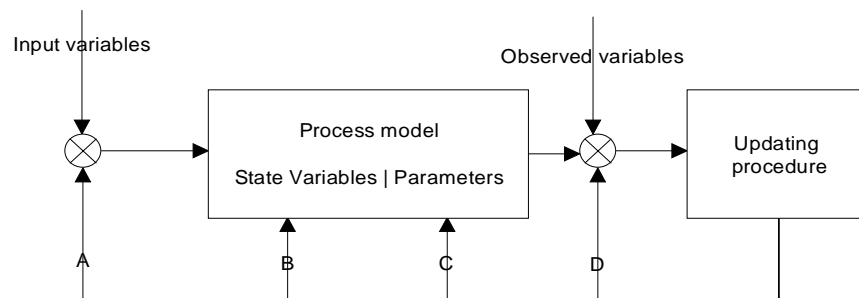 Input variables
Observed variables
Process model
State Variables | Parameters
Updating
procedure
A
B
C
D